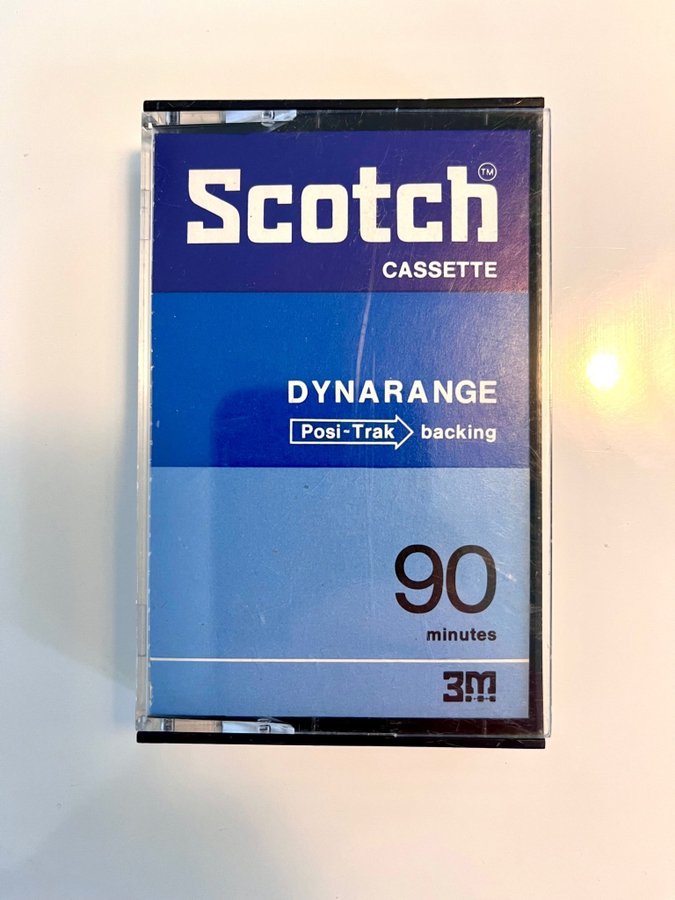 Scotch™
CASSETTE
DYNARANGE
Posi-Trak backing
90
minutes
3M